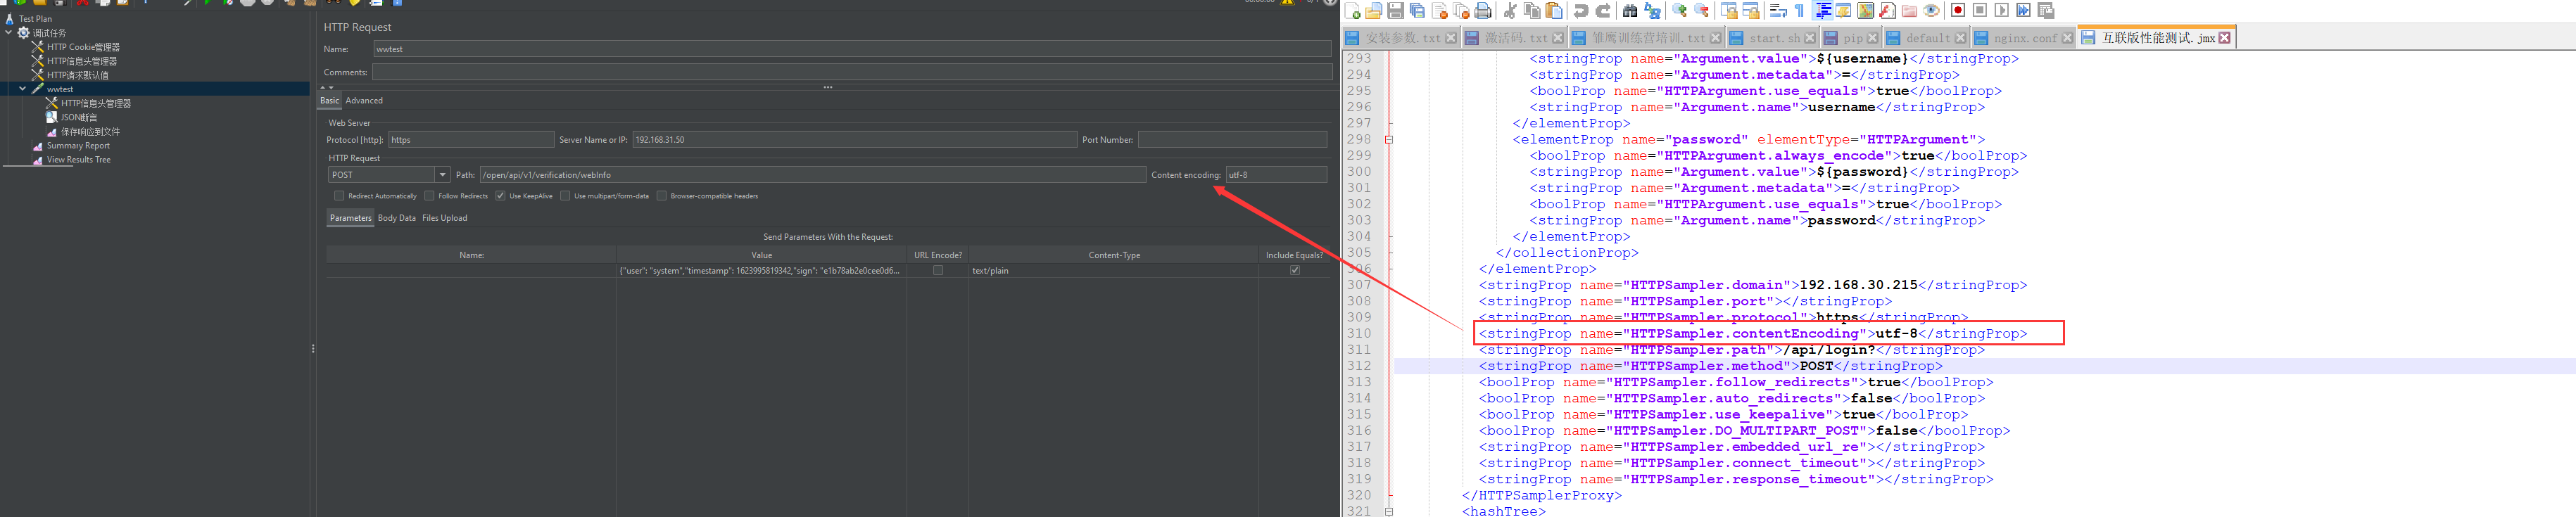 Test Plan
调试任务
HTTP Cookie管理器
HTTP信息头管理器
HTTP请求默认值
wwtest
HTTP信息头管理器
JSON断言
保存响应到文件
Summary Report
View Results Tree
HTTP Request
Name: wwtest
Comments:
Basic Advanced
Web Server
Protocol [http]: https Server Name or IP: 192.168.31.50 Port Number:
HTTP Request
POST Path: /open/api/v1/verification/webInfo Content encoding: utf-8
Redirect Automatically Follow Redirects Use KeepAlive Use multipart/form-data Browser-compatible headers
Parameters Body Data Files Upload
Send Parameters With the Request:
Name: Value URL Encode? Content-Type Include Equals?
{"user": "system","timestamp": 1623995819342,"sign": "e1b78ab2e0cee0d6... text/plain
安装参数.txt 激活码.txt 雏鹰训练营培训.txt start.sh pip default nginx.conf 互联版性能测试.jmx
293 <stringProp name="Argument.value">${username}</stringProp>
294 <stringProp name="Argument.metadata">=</stringProp>
295 <boolProp name="HTTPArgument.use_equals">true</boolProp>
296 <stringProp name="Argument.name">username</stringProp>
297 </elementProp>
298 <elementProp name="password" elementType="HTTPArgument">
299 <boolProp name="HTTPArgument.always_encode">true</boolProp>
300 <stringProp name="Argument.value">${password}</stringProp>
301 <stringProp name="Argument.metadata">=</stringProp>
302 <boolProp name="HTTPArgument.use_equals">true</boolProp>
303 <stringProp name="Argument.name">password</stringProp>
304 </elementProp>
305 </collectionProp>
306 </elementProp>
307 <stringProp name="HTTPSampler.domain">192.168.30.215</stringProp>
308 <stringProp name="HTTPSampler.port"></stringProp>
309 <stringProp name="HTTPSampler.protocol">https</stringProp>
310 <stringProp name="HTTPSampler.contentEncoding">utf-8</stringProp>
311 <stringProp name="HTTPSampler.path">/api/login?</stringProp>
312 <stringProp name="HTTPSampler.method">POST</stringProp>
313 <boolProp name="HTTPSampler.follow_redirects">true</boolProp>
314 <boolProp name="HTTPSampler.auto_redirects">false</boolProp>
315 <boolProp name="HTTPSampler.use_keepalive">true</boolProp>
316 <boolProp name="HTTPSampler.DO_MULTIPART_POST">false</boolProp>
317 <stringProp name="HTTPSampler.embedded_url_re"></stringProp>
318 <stringProp name="HTTPSampler.connect_timeout"></stringProp>
319 <stringProp name="HTTPSampler.response_timeout"></stringProp>
320 </HTTPSamplerProxy>
321 <hashTree>